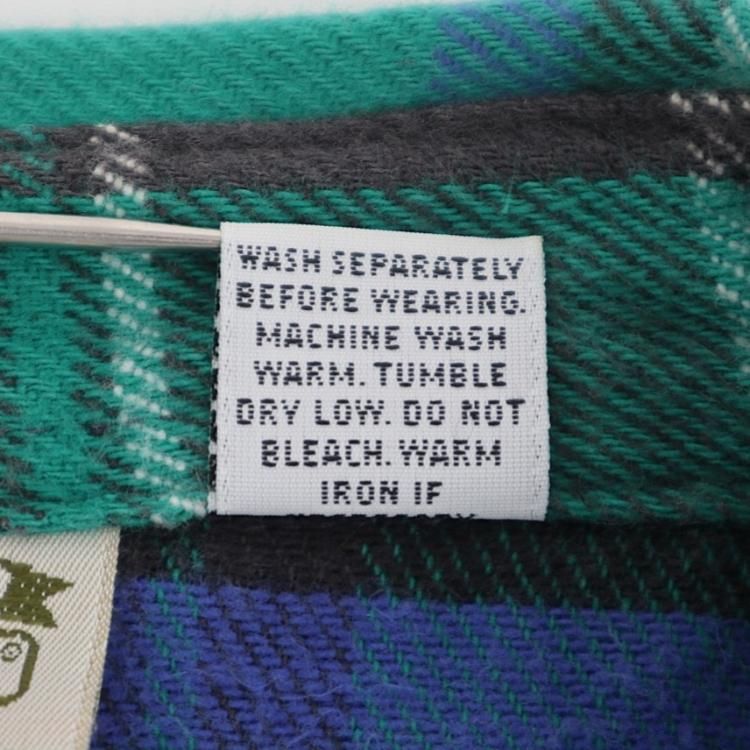 WASH SEPARATELY
BEFORE WEARING.
MACHINE WASH
WARM. TUMBLE
DRY LOW. DO NOT
BLEACH. WARM
IRON IF